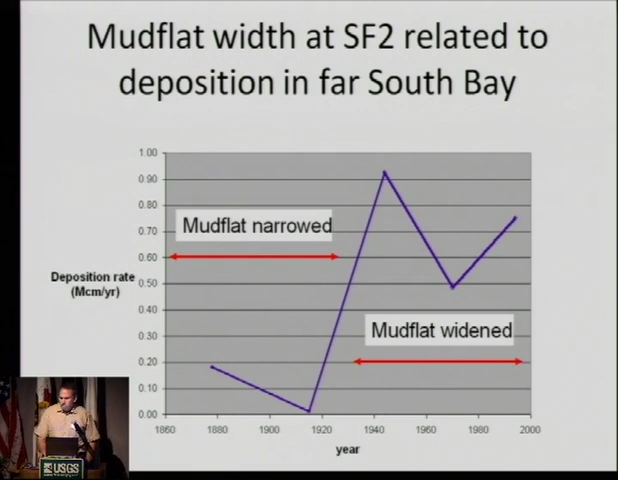 Mudflat width at SF2 related to
deposition in far South Bay
1.00
0.90
0.80
0.70
0.60
0.50
0.40
0.30
0.20
0.10
0.00
Mudflat narrowed
Deposition rate
(Mcm/yr)
Mudflat widened
1860 1880 1900 1920 1940 1960 1980 2000
year
USGS